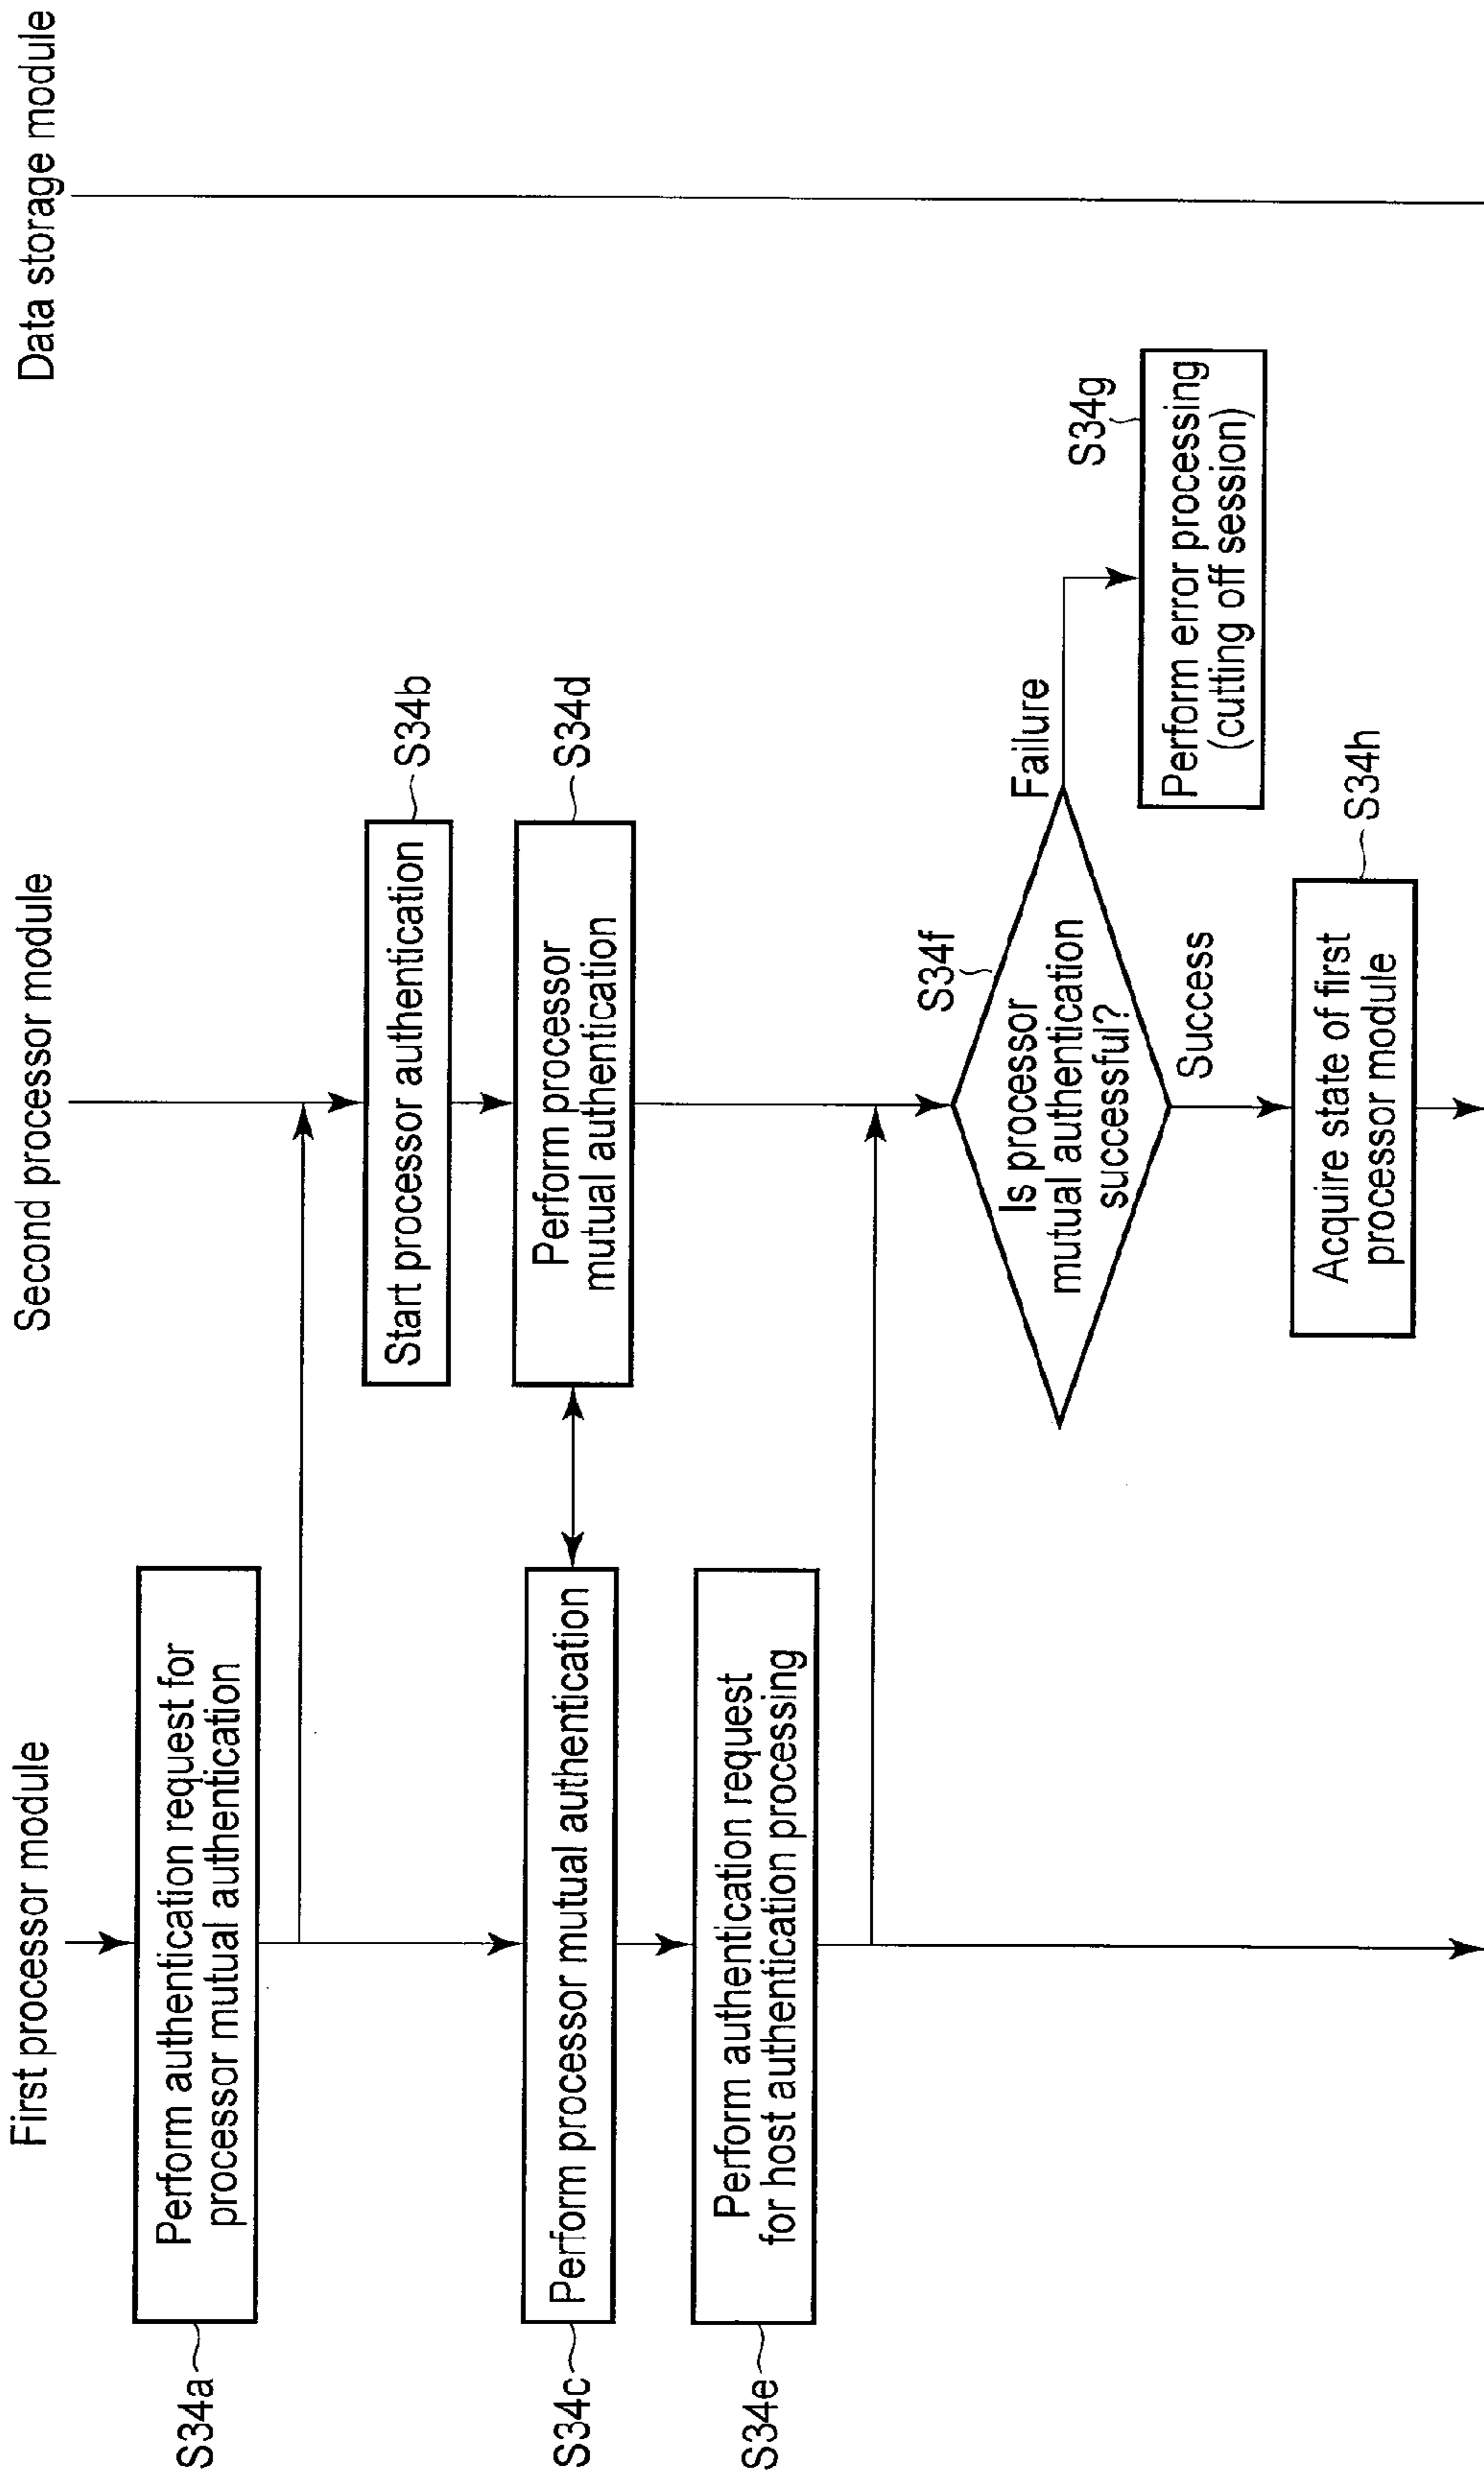 First processor module
Second processor module
Data storage module
S34a
Perform authentication request for
processor mutual authentication
Start processor authentication
S34b
S34c
Perform processor mutual authentication
Perform processor
mutual authentication
S34d
S34e
Perform authentication request
for host authentication processing
S34f
Is processor
mutual authentication
successful?
Failure
S34g
Perform error processing
(cutting off session)
Success
Acquire state of first
processor module
S34h